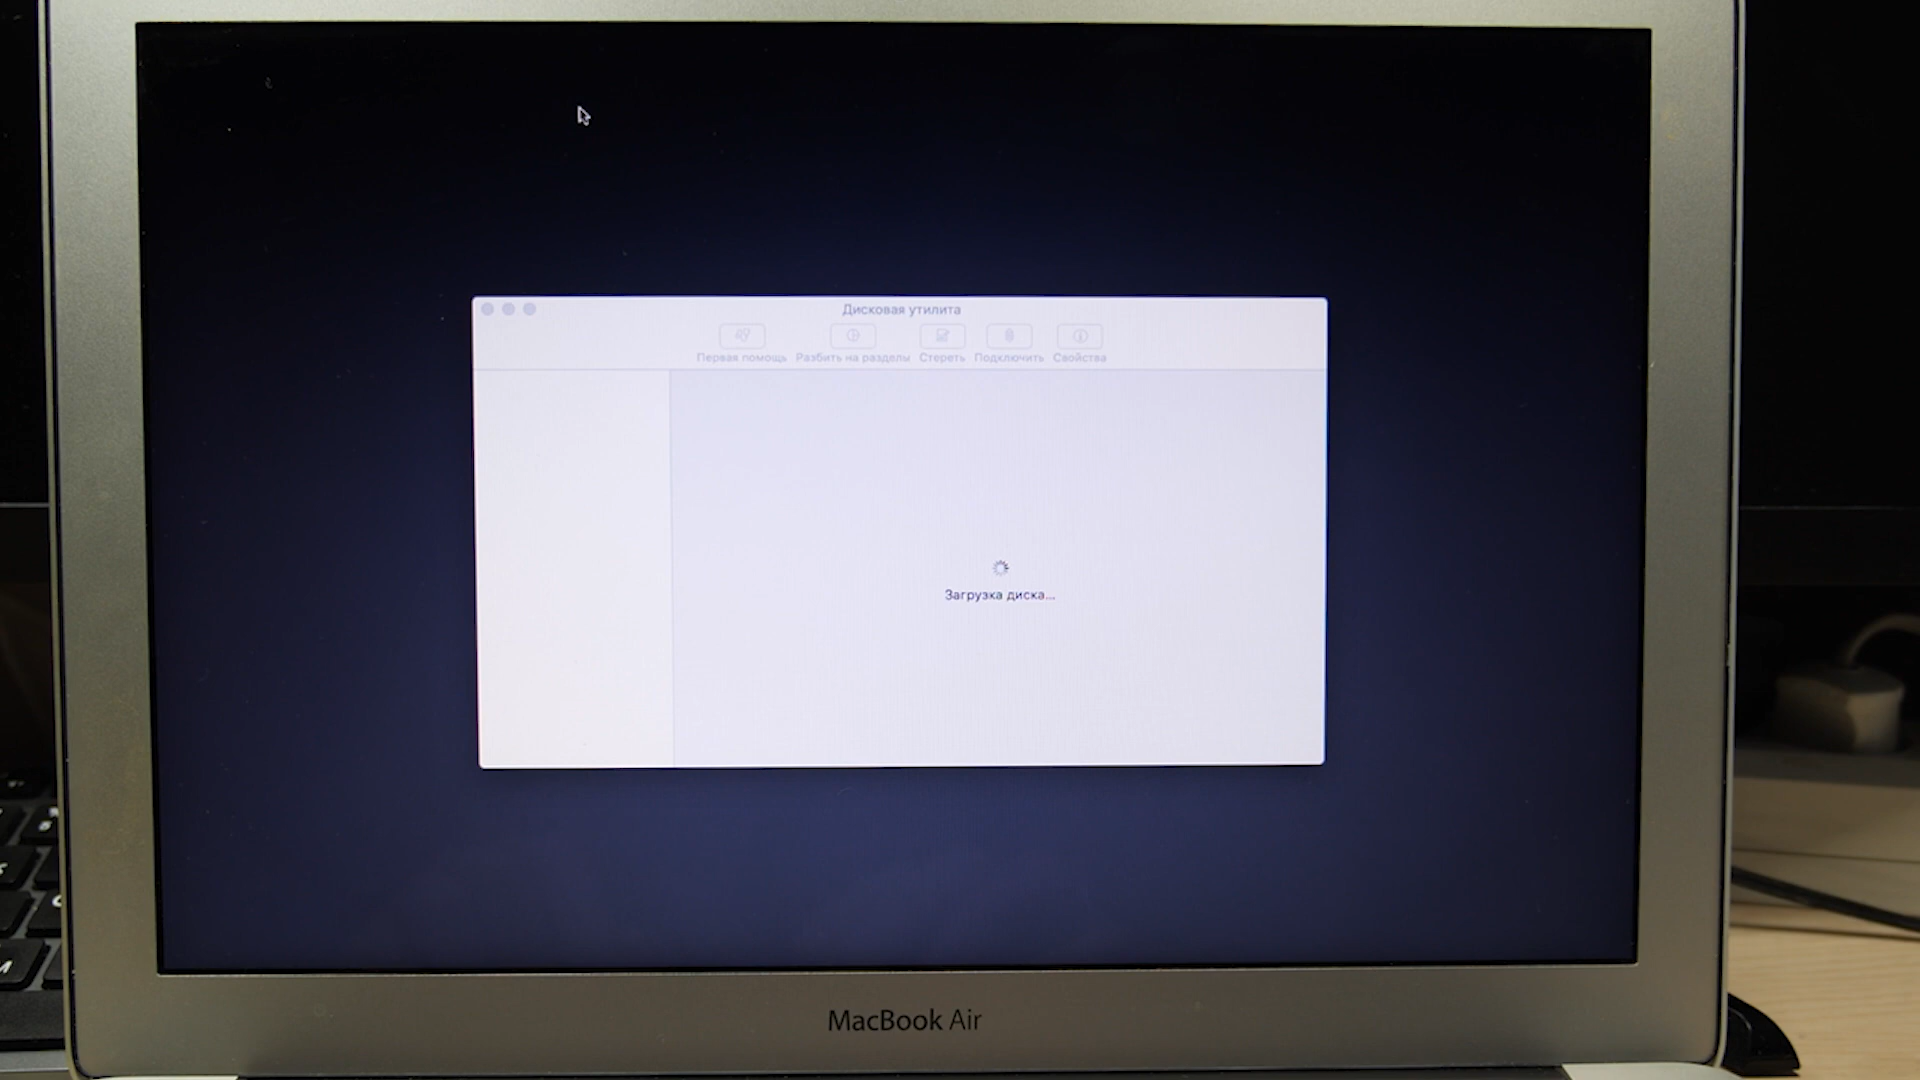 Дисковая утилита
Первая помощь Разбить на разделы Стереть Подключить Свойства
Загрузка диска...
MacBook Air